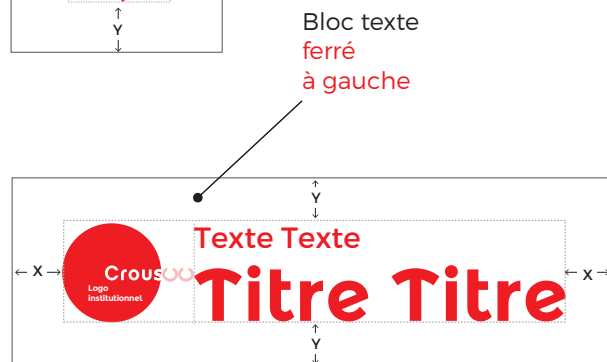 Y
Bloc texte
ferré
à gauche
Y
Texte Texte
X
Crous
Logo
institutionnel
Titre Titre
X
Y